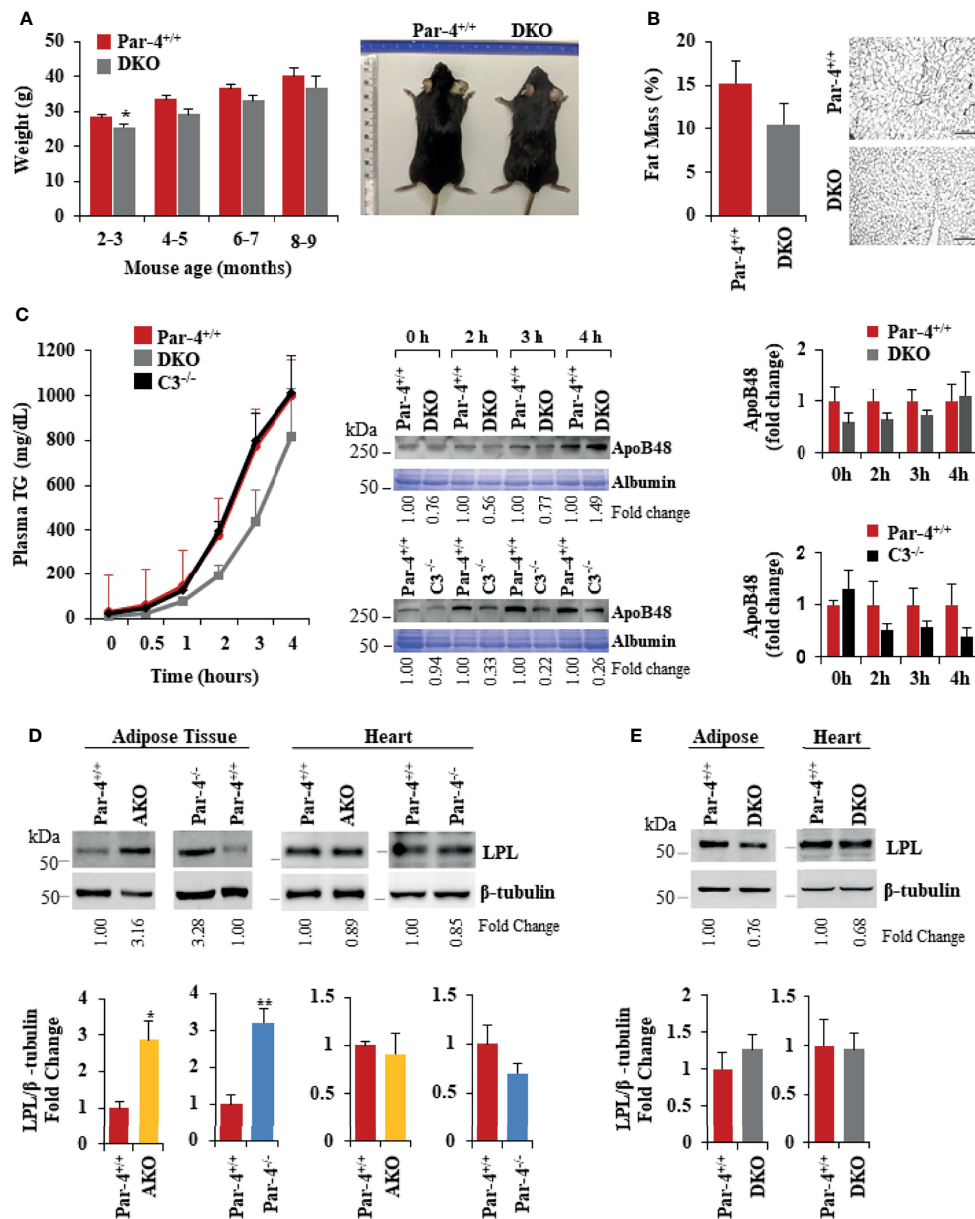 A
Par-4+/+
DKO
Weight (g)
50
40
30
20
10
0
*
2-3 4-5 6-7 8-9
Mouse age (months)
Par-4+/+ DKO
B
Fat Mass (%)
20
15
10
5
0
Par-4+/+ DKO
Par-4+/+
DKO
C
Par-4+/+
DKO
C3-/-
Plasma TG (mg/dL)
1200
1000
800
600
400
200
0
0 0.5 1 2 3 4
Time (hours)
0 h 2 h 3 h 4 h
Par-4+/+ DKO Par-4+/+ DKO Par-4+/+ DKO Par-4+/+ DKO
kDa
250 ApoB48
50 Albumin
1.00 0.76 1.00 0.56 1.00 0.77 1.00 1.49 Fold change
Par-4+/+ C3-/- Par-4+/+ C3-/- Par-4+/+ C3-/- Par-4+/+ C3-/-
250 ApoB48
50 Albumin
1.00 0.94 1.00 0.33 1.00 0.22 1.00 0.26 Fold change
Par-4+/+
DKO
ApoB48
(fold change)
2
1
0
0h 2h 3h 4h
Par-4+/+
C3-/-
ApoB48
(fold change)
2
1
0
0h 2h 3h 4h
D
Adipose Tissue Heart
Par-4+/+ AKO Par-4-/- Par-4+/+ Par-4+/+ AKO Par-4+/+ Par-4-/-
kDa
50 LPL
50 β-tubulin
1.00 3.16 3.28 1.00 1.00 0.89 1.00 0.85 Fold Change
LPL/β -tubulin
Fold Change
4
3
2
1
0
*
Par-4+/+ AKO
4
3
2
1
0
**
Par-4+/+ Par-4-/-
1.5
1
0.5
0
Par-4+/+ AKO
1.5
1
0.5
0
Par-4+/+ Par-4-/-
E
Adipose Heart
Par-4+/+ DKO Par-4+/+ DKO
kDa
50 LPL
50 β-tubulin
1.00 0.76 1.00 0.68 Fold Change
LPL/β -tubulin
Fold Change
2
1.5
1
0.5
0
Par-4+/+ DKO
1.5
1
0.5
0
Par-4+/+ DKO